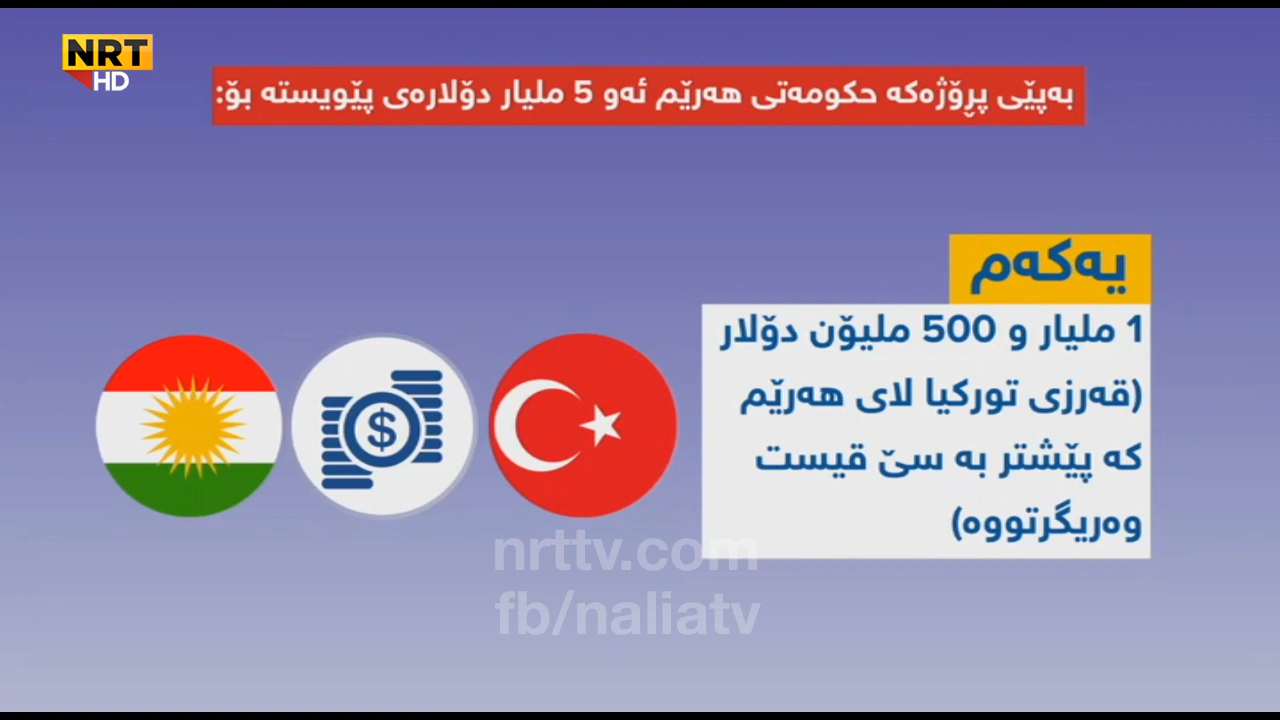 NRT
HD
بەپێی پڕۆژەکە حکومەتی هەرێم ئەو 5 ملیار دۆلارەی پێویستە بۆ:
یەکەم
1 ملیار و 500 ملیۆن دۆلار
(قەرزی تورکیا لای هەرێم
کە پێشتر بە سێ قیست
وەریگرتووە)
nrttv.com
fb/naliatv